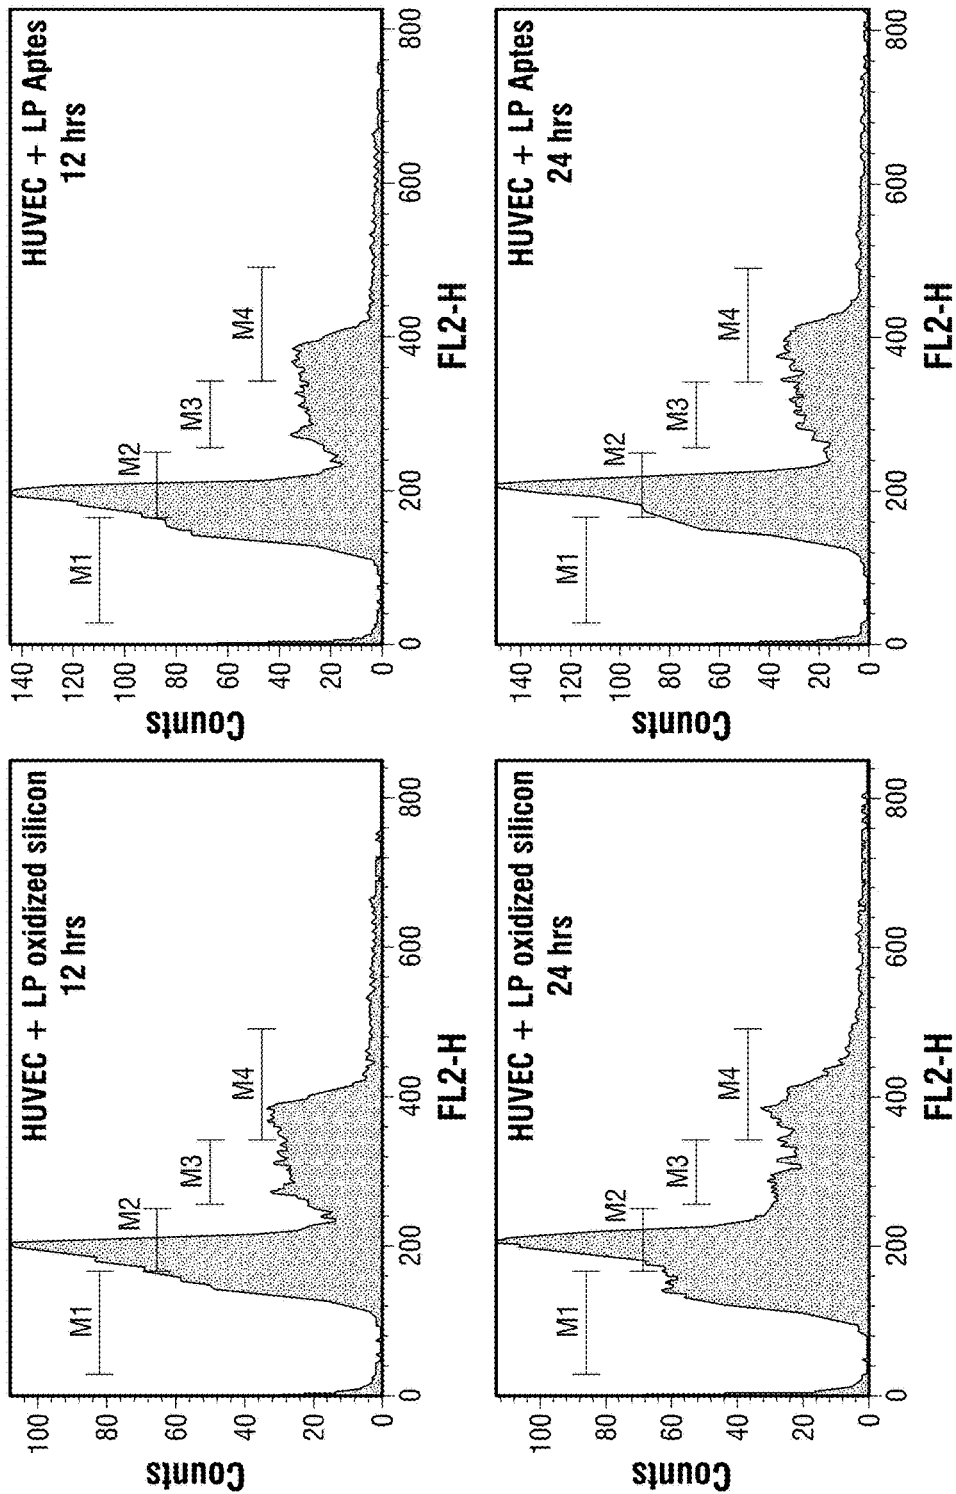 HUVEC + LP oxidized silicon
12 hrs
Counts
100
80
60
40
20
0
M1
M2
M3
M4
0
200
400
600
800
FL2-H
HUVEC + LP Aptes
12 hrs
Counts
140
120
100
80
60
40
20
0
M1
M2
M3
M4
0
200
400
600
800
FL2-H
HUVEC + LP oxidized silicon
24 hrs
Counts
100
80
60
40
20
0
M1
M2
M3
M4
0
200
400
600
800
FL2-H
HUVEC + LP Aptes
24 hrs
Counts
140
120
100
80
60
40
20
0
M1
M2
M3
M4
0
200
400
600
800
FL2-H